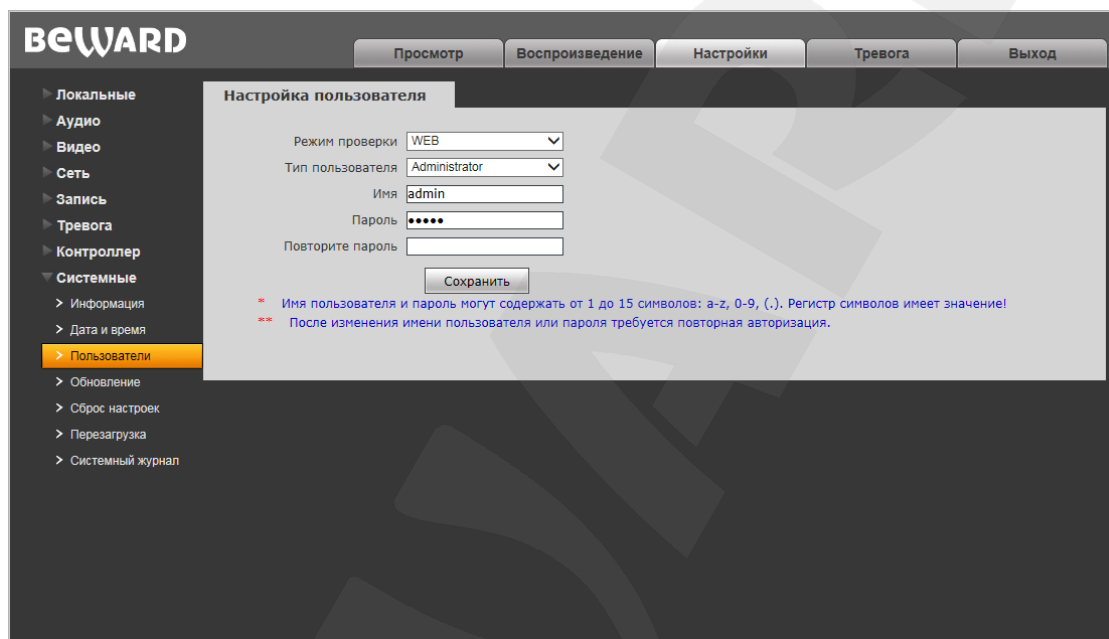 BEWARD
Просмотр
Воспроизведение
Настройки
Тревога
Выход
Локальные
Аудио
Видео
Сеть
Запись
Тревога
Контроллер
Системные
Информация
Дата и время
Пользователи
Обновление
Сброс настроек
Перезагрузка
Системный журнал
Настройка пользователя
Режим проверки WEB
Тип пользователя Administrator
Имя admin
Пароль •••••
Повторите пароль
Сохранить
* Имя пользователя и пароль могут содержать от 1 до 15 символов: a-z, 0-9, (.). Регистр символов имеет значение!
** После изменения имени пользователя или пароля требуется повторная авторизация.